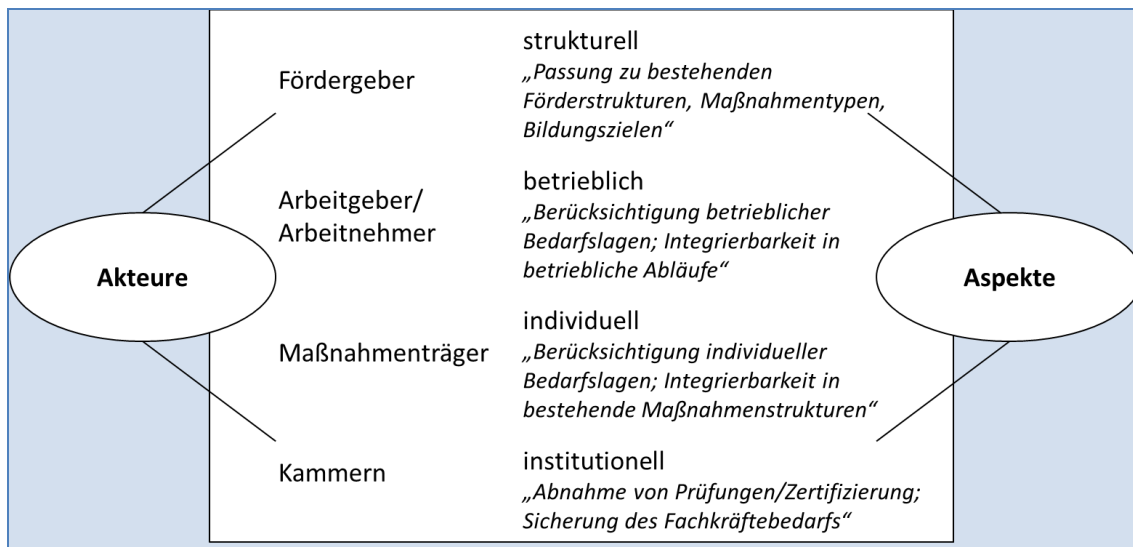 Akteure
Fördergeber
strukturell
„Passung zu bestehenden
Förderstrukturen, Maßnahmentypen,
Bildungszielen“
Arbeitgeber/
Arbeitnehmer
betrieblich
„Berücksichtigung betrieblicher
Bedarfslagen; Integrierbarkeit in
betriebliche Abläufe“
Maßnahmenträger
individuell
„Berücksichtigung individueller
Bedarfslagen; Integrierbarkeit in
bestehende Maßnahmenstrukturen“
Kammern
institutionell
„Abnahme von Prüfungen/Zertifizierung;
Sicherung des Fachkräftebedarfs“
Aspekte